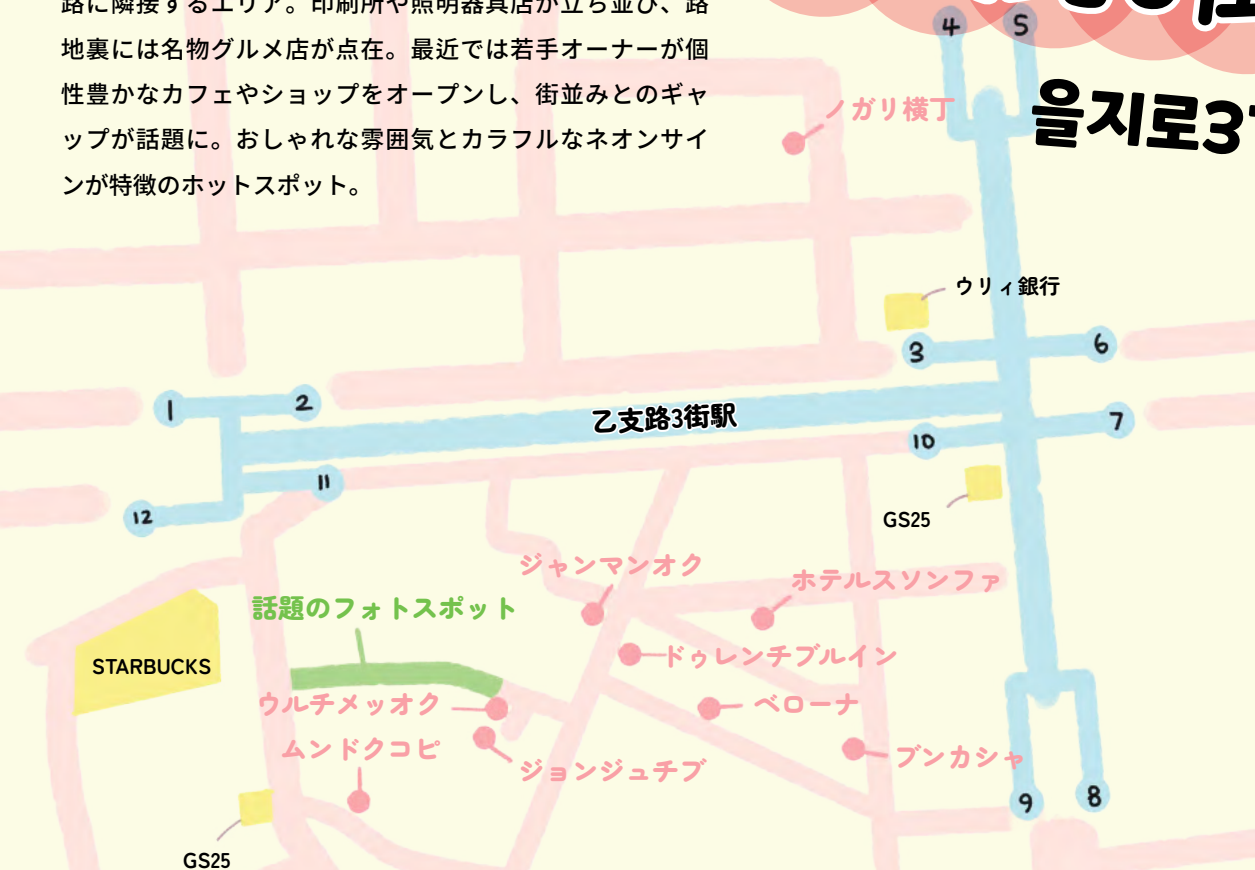 路に隣接するエリア。印刷所や照明器具店が立ち並び、路
地裏には名物グルメ店が点在。最近では若手オーナーが個
性豊かなカフェやショップをオープンし、街並みとのギャ
ップが話題に。おしゃれな雰囲気とカラフルなネオンサイ
ンが特徴のホットスポット。
4
5
을지로3
ノガリ横丁
ウリィ銀行
3
6
1
2
乙支路3街駅
7
10
11
12
GS25
ジャンマンオク
ホテルスソンファ
話題のフォトスポット
STARBUCKS
ドゥレンチブルイン
ウルチメッオク
ベローナ
ムンドクコピ
ジョンジュチブ
ブンカシャ
9
8
GS25